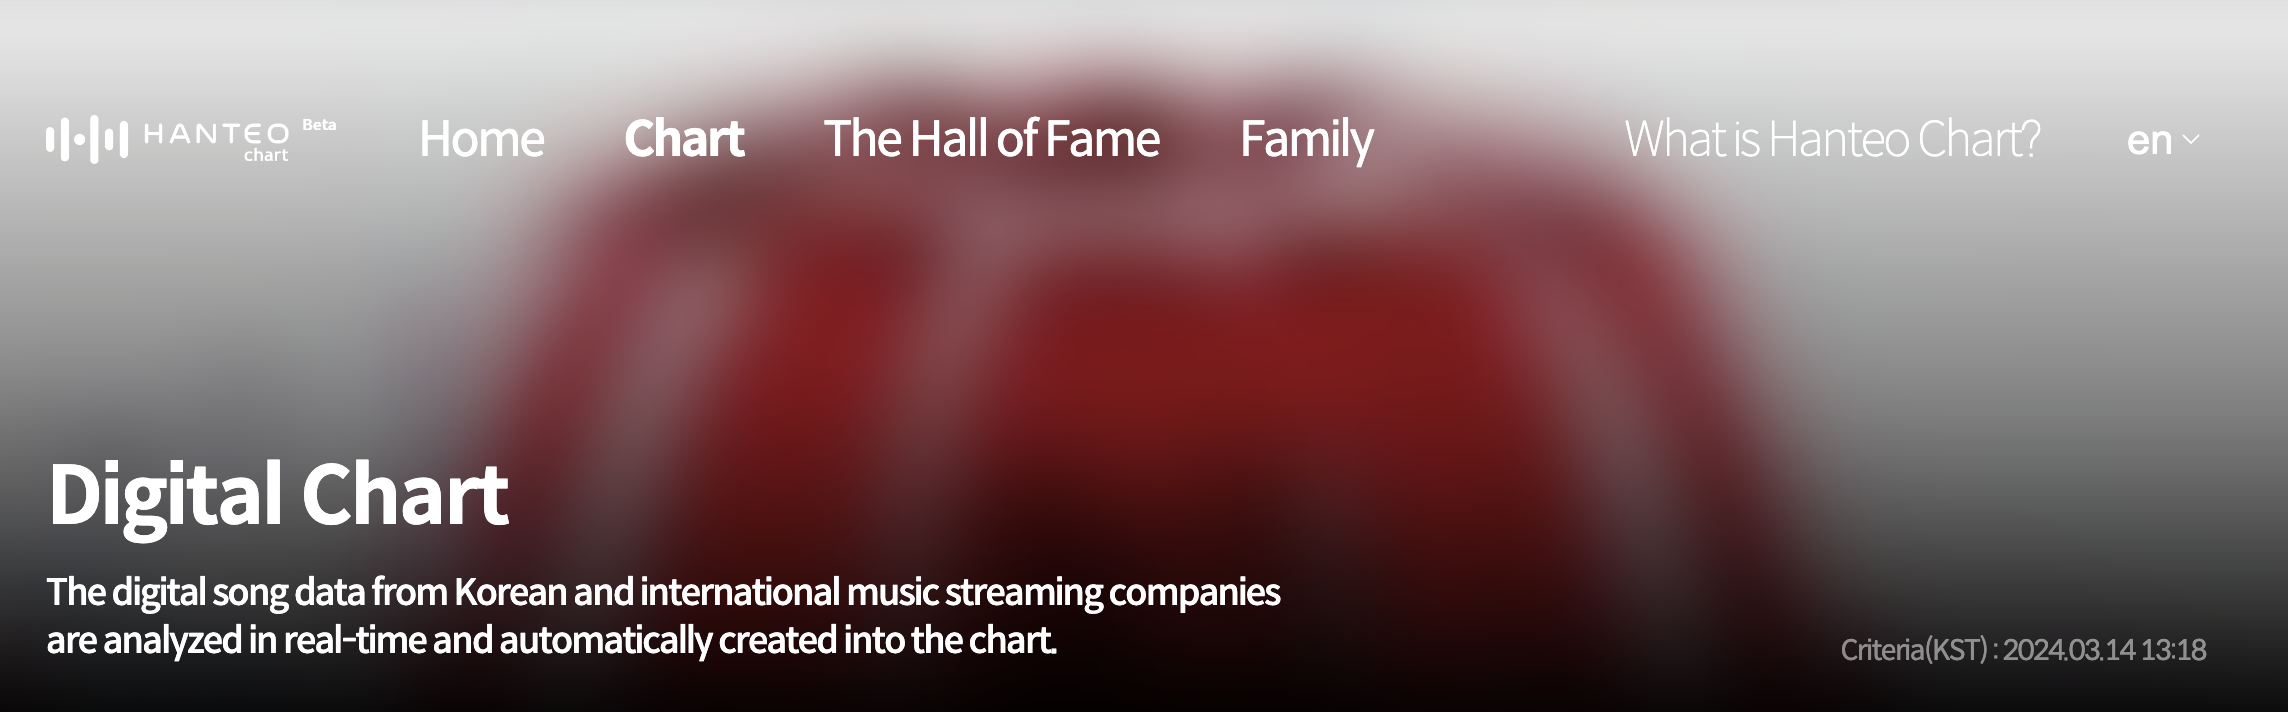 HANTEO chart Beta
Home
Chart
The Hall of Fame
Family
What is Hanteo Chart?
en
Digital Chart
The digital song data from Korean and international music streaming companies
are analyzed in real-time and automatically created into the chart.
Criteria(KST) : 2024.03.14 13:18